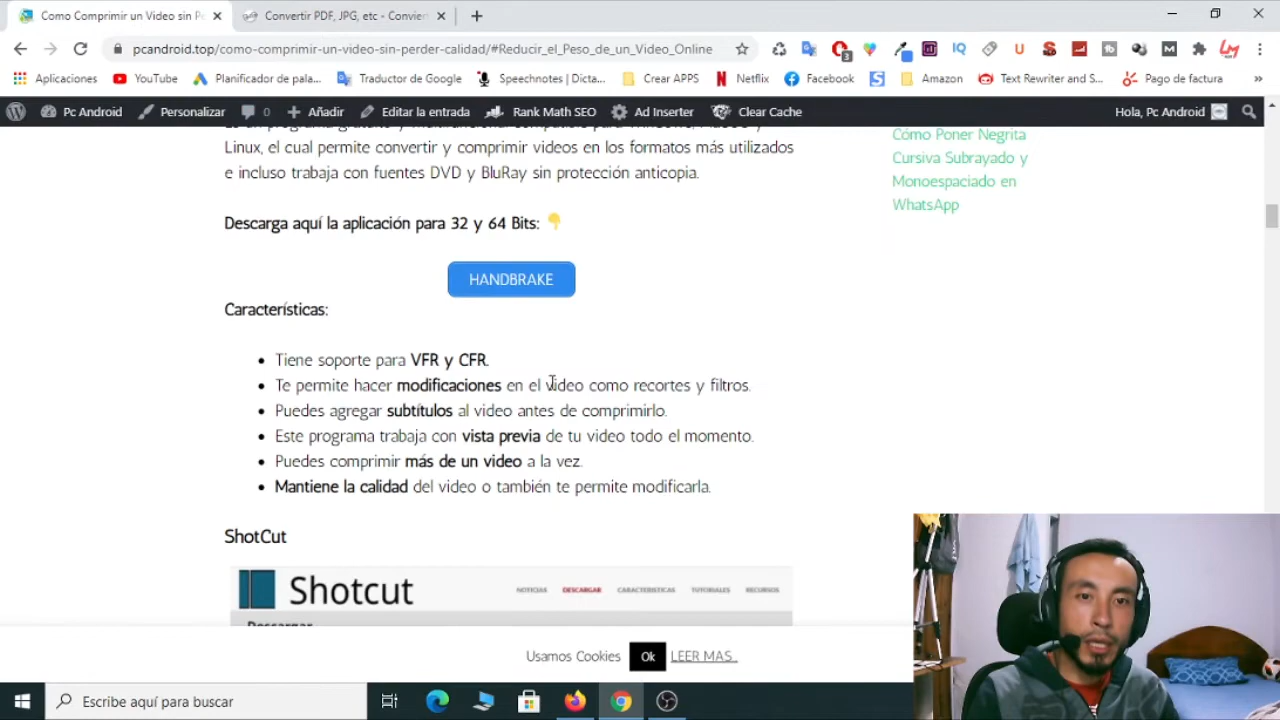 Como Comprimir un Video sin P
Convertir PDF, JPG, etc - Convier
pcandroid.top/como-comprimir-un-video-sin-perder-calidad/#Reducir_el_Peso_de_un_Video_Online
3
IQ
Aplicaciones
YouTube
Planificador de pala...
Traductor de Google
Speechnotes | Dicta...
Crear APPS
Netflix
Facebook
Amazon
Text Rewriter and S...
Pago de factura
»
Pc Android
Personalizar
0
Añadir
Editar la entrada
Rank Math SEO
Ad Inserter
Clear Cache
Hola, Pc Android
Linux, el cual permite convertir y comprimir videos en los formatos más utilizados
e incluso trabaja con fuentes DVD y BluRay sin protección anticopia.
Cómo Poner Negrita
Cursiva Subrayado y
Monoespaciado en
WhatsApp
Descarga aquí la aplicación para 32 y 64 Bits:
HANDBRAKE
Características:
Tiene soporte para VFR y CFR.
Te permite hacer modificaciones en el video como recortes y filtros.
Puedes agregar subtítulos al video antes de comprimirlo.
Este programa trabaja con vista previa de tu video todo el momento.
Puedes comprimir más de un video a la vez.
Mantiene la calidad del video o también te permite modificarla.
ShotCut
Shotcut
NOTICIAS
DESCARGAR
CARACTERISTICAS
TUTORIALES
RECURSOS
Descargar
Usamos Cookies
Ok
LEER MAS..
Escribe aquí para buscar